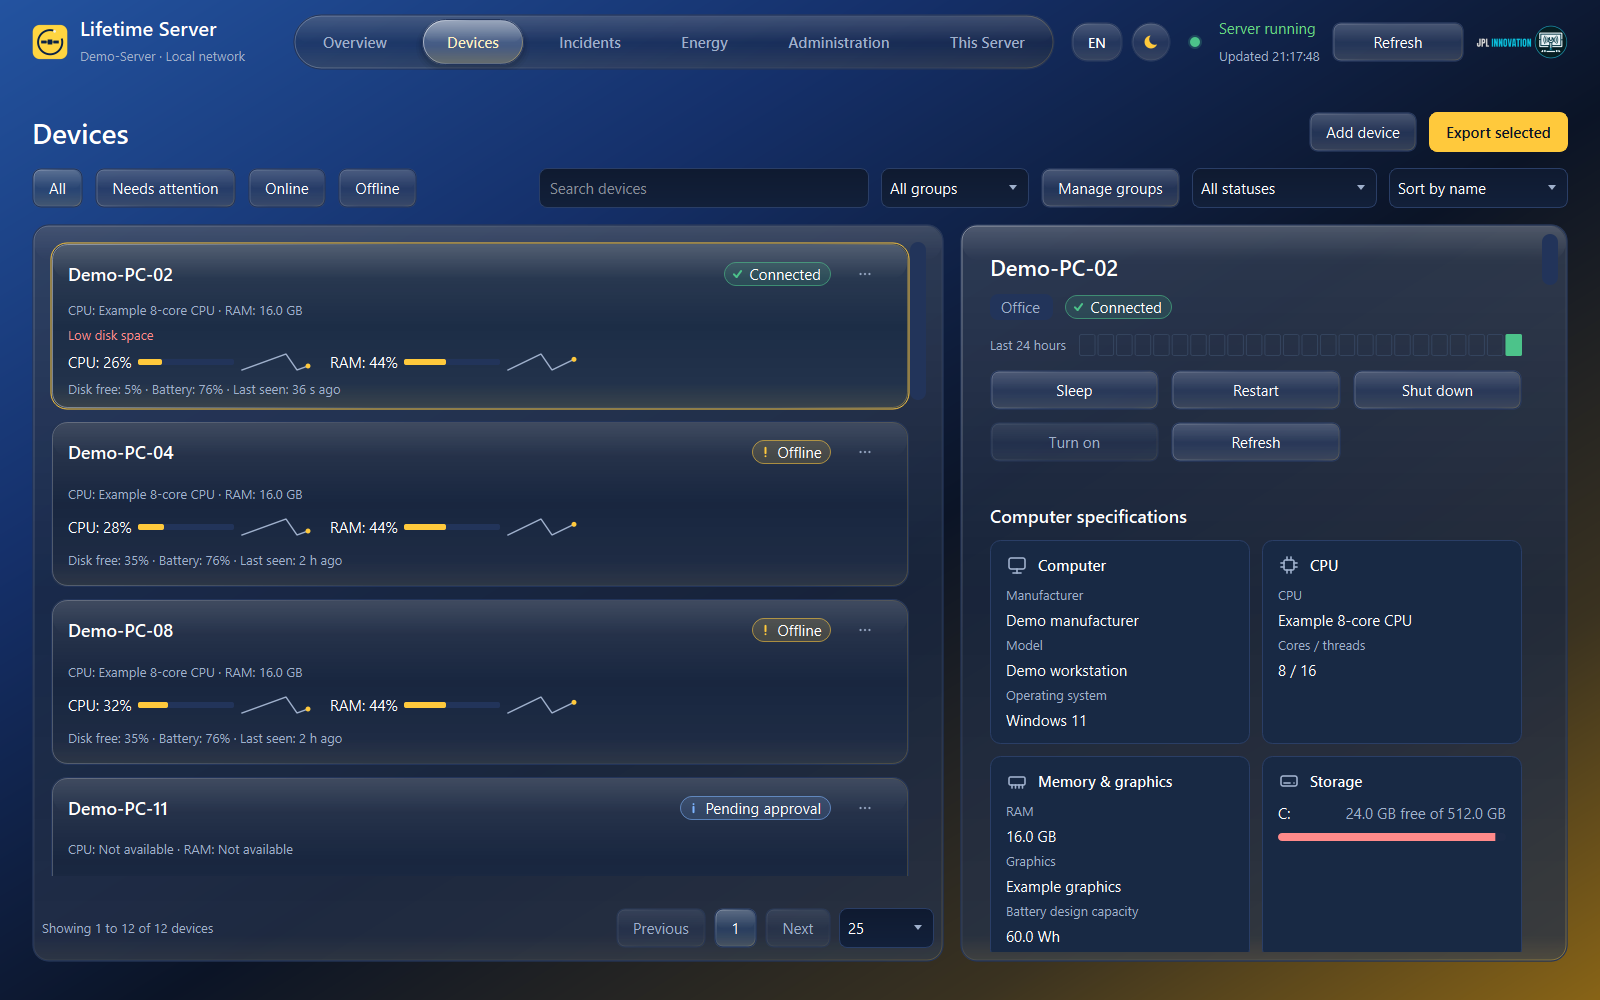 Lifetime Server
Demo-Server · Local network
Overview
Devices
Incidents
Energy
Administration
This Server
EN
Server running
Updated 21:17:48
Refresh
JPL INNOVATION
Devices
Add device
Export selected
All
Needs attention
Online
Offline
Search devices
All groups
Manage groups
All statuses
Sort by name
Demo-PC-02
Connected
CPU: Example 8-core CPU · RAM: 16.0 GB
Low disk space
CPU: 26%
RAM: 44%
Disk free: 5% · Battery: 76% · Last seen: 36 s ago
Demo-PC-04
Offline
CPU: Example 8-core CPU · RAM: 16.0 GB
CPU: 28%
RAM: 44%
Disk free: 35% · Battery: 76% · Last seen: 2 h ago
Demo-PC-08
Offline
CPU: Example 8-core CPU · RAM: 16.0 GB
CPU: 32%
RAM: 44%
Disk free: 35% · Battery: 76% · Last seen: 2 h ago
Demo-PC-11
Pending approval
CPU: Not available · RAM: Not available
Showing 1 to 12 of 12 devices
Previous
1
Next
25
Demo-PC-02
Office
Connected
Last 24 hours
Sleep
Restart
Shut down
Turn on
Refresh
Computer specifications
Computer
Manufacturer
Demo manufacturer
Model
Demo workstation
Operating system
Windows 11
CPU
CPU
Example 8-core CPU
Cores / threads
8 / 16
Memory & graphics
RAM
16.0 GB
Graphics
Example graphics
Battery design capacity
60.0 Wh
Storage
C:
24.0 GB free of 512.0 GB